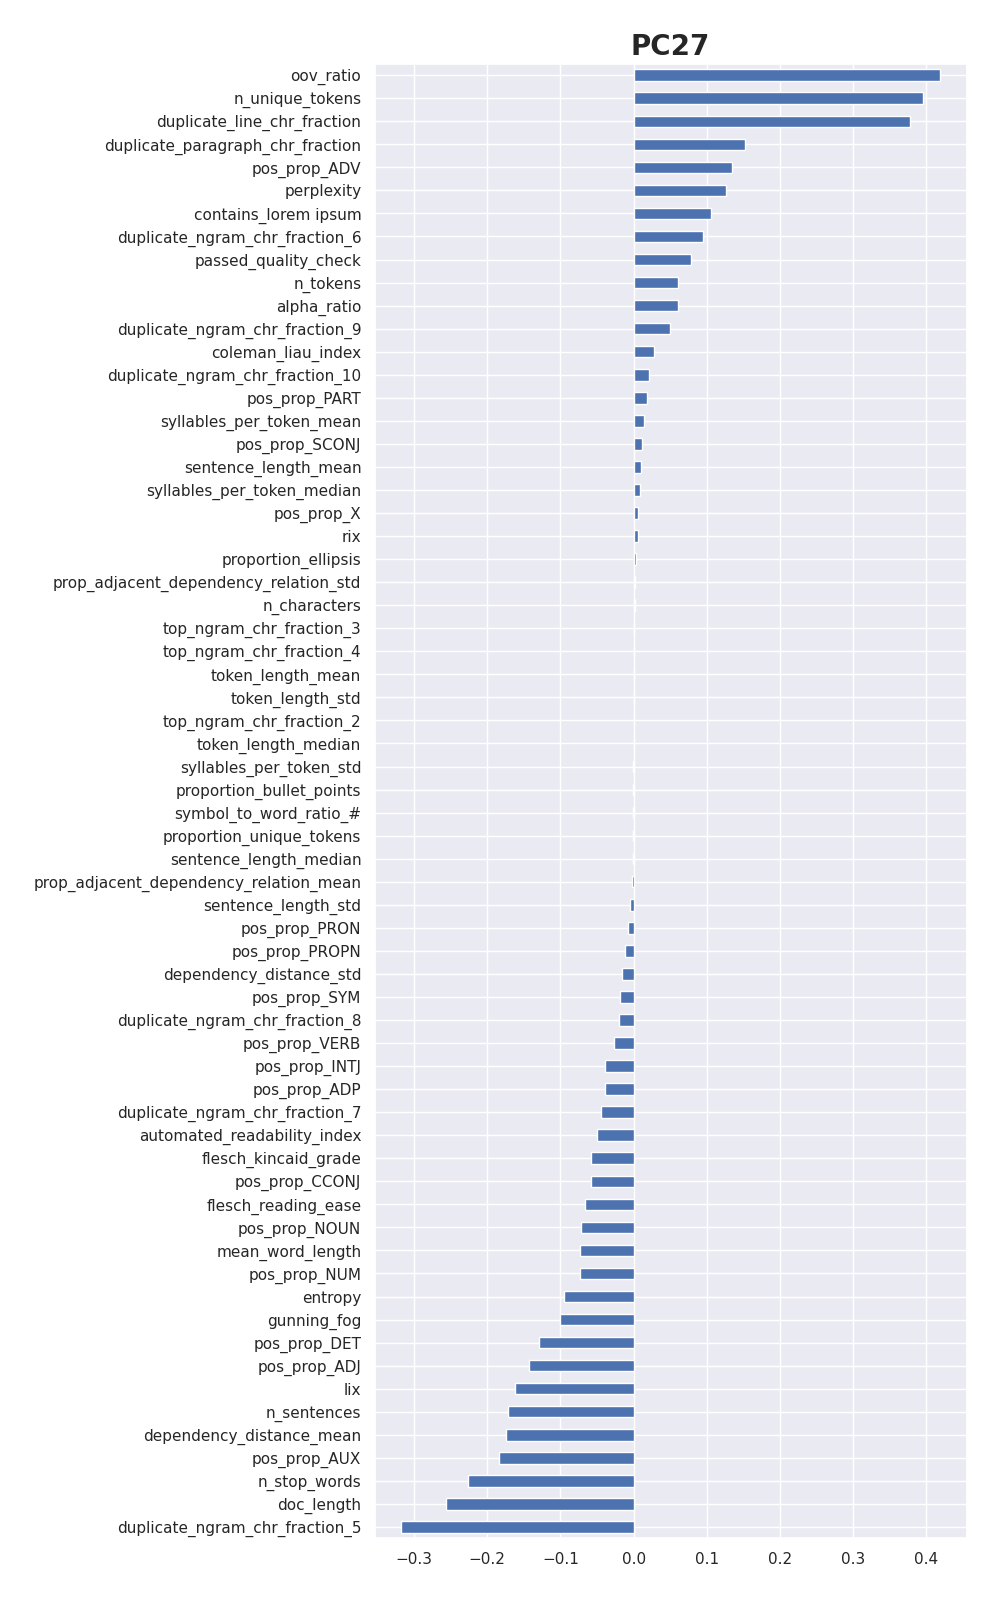 PC27
oov_ratio
n_unique_tokens
duplicate_line_chr_fraction
duplicate_paragraph_chr_fraction
pos_prop_ADV
perplexity
contains_lorem ipsum
duplicate_ngram_chr_fraction_6
passed_quality_check
n_tokens
alpha_ratio
duplicate_ngram_chr_fraction_9
coleman_liau_index
duplicate_ngram_chr_fraction_10
pos_prop_PART
syllables_per_token_mean
pos_prop_SCONJ
sentence_length_mean
syllables_per_token_median
pos_prop_X
rix
proportion_ellipsis
prop_adjacent_dependency_relation_std
n_characters
top_ngram_chr_fraction_3
top_ngram_chr_fraction_4
token_length_mean
token_length_std
top_ngram_chr_fraction_2
token_length_median
syllables_per_token_std
proportion_bullet_points
symbol_to_word_ratio_#
proportion_unique_tokens
sentence_length_median
prop_adjacent_dependency_relation_mean
sentence_length_std
pos_prop_PRON
pos_prop_PROPN
dependency_distance_std
pos_prop_SYM
duplicate_ngram_chr_fraction_8
pos_prop_VERB
pos_prop_INTJ
pos_prop_ADP
duplicate_ngram_chr_fraction_7
automated_readability_index
flesch_kincaid_grade
pos_prop_CCONJ
flesch_reading_ease
pos_prop_NOUN
mean_word_length
pos_prop_NUM
entropy
gunning_fog
pos_prop_DET
pos_prop_ADJ
lix
n_sentences
dependency_distance_mean
pos_prop_AUX
n_stop_words
doc_length
duplicate_ngram_chr_fraction_5
−0.3 −0.2 −0.1 0.0 0.1 0.2 0.3 0.4